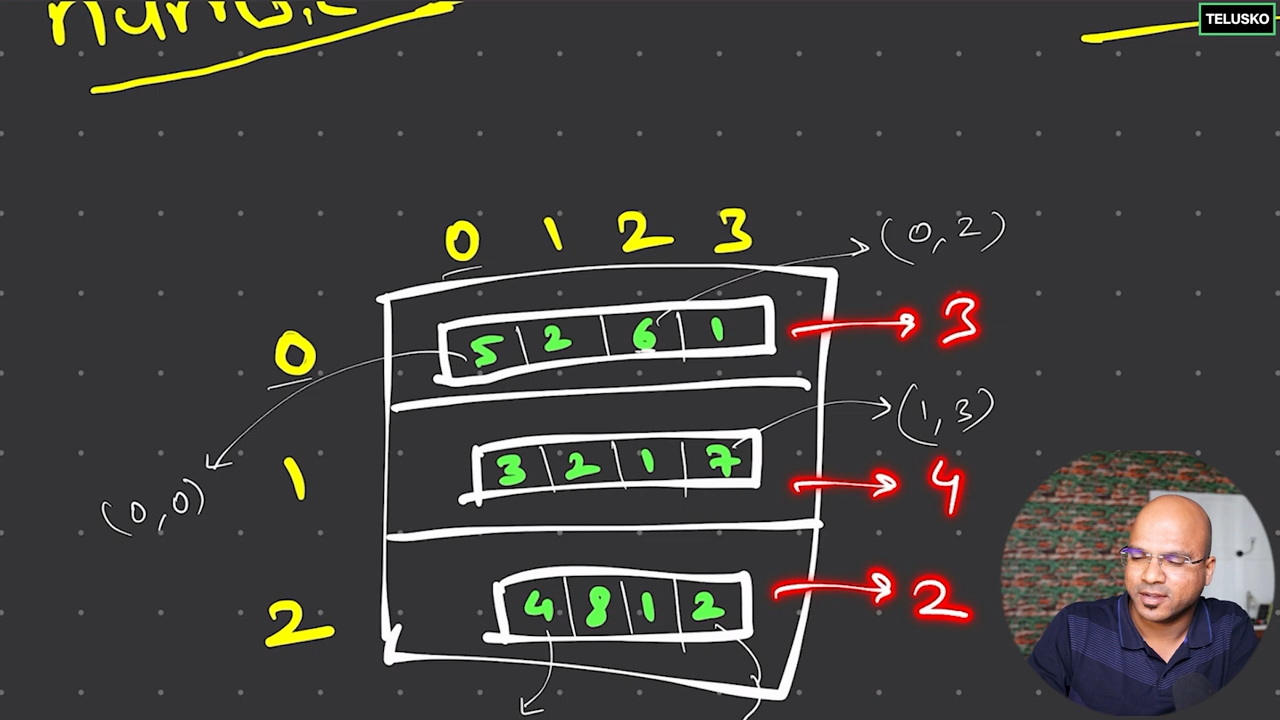 TELUSKO
0 1 2 3
(0,2)
0 5 2 6 1 3
(1,3)
1 3 2 1 7 4
(0,0)
2 4 8 1 2 2